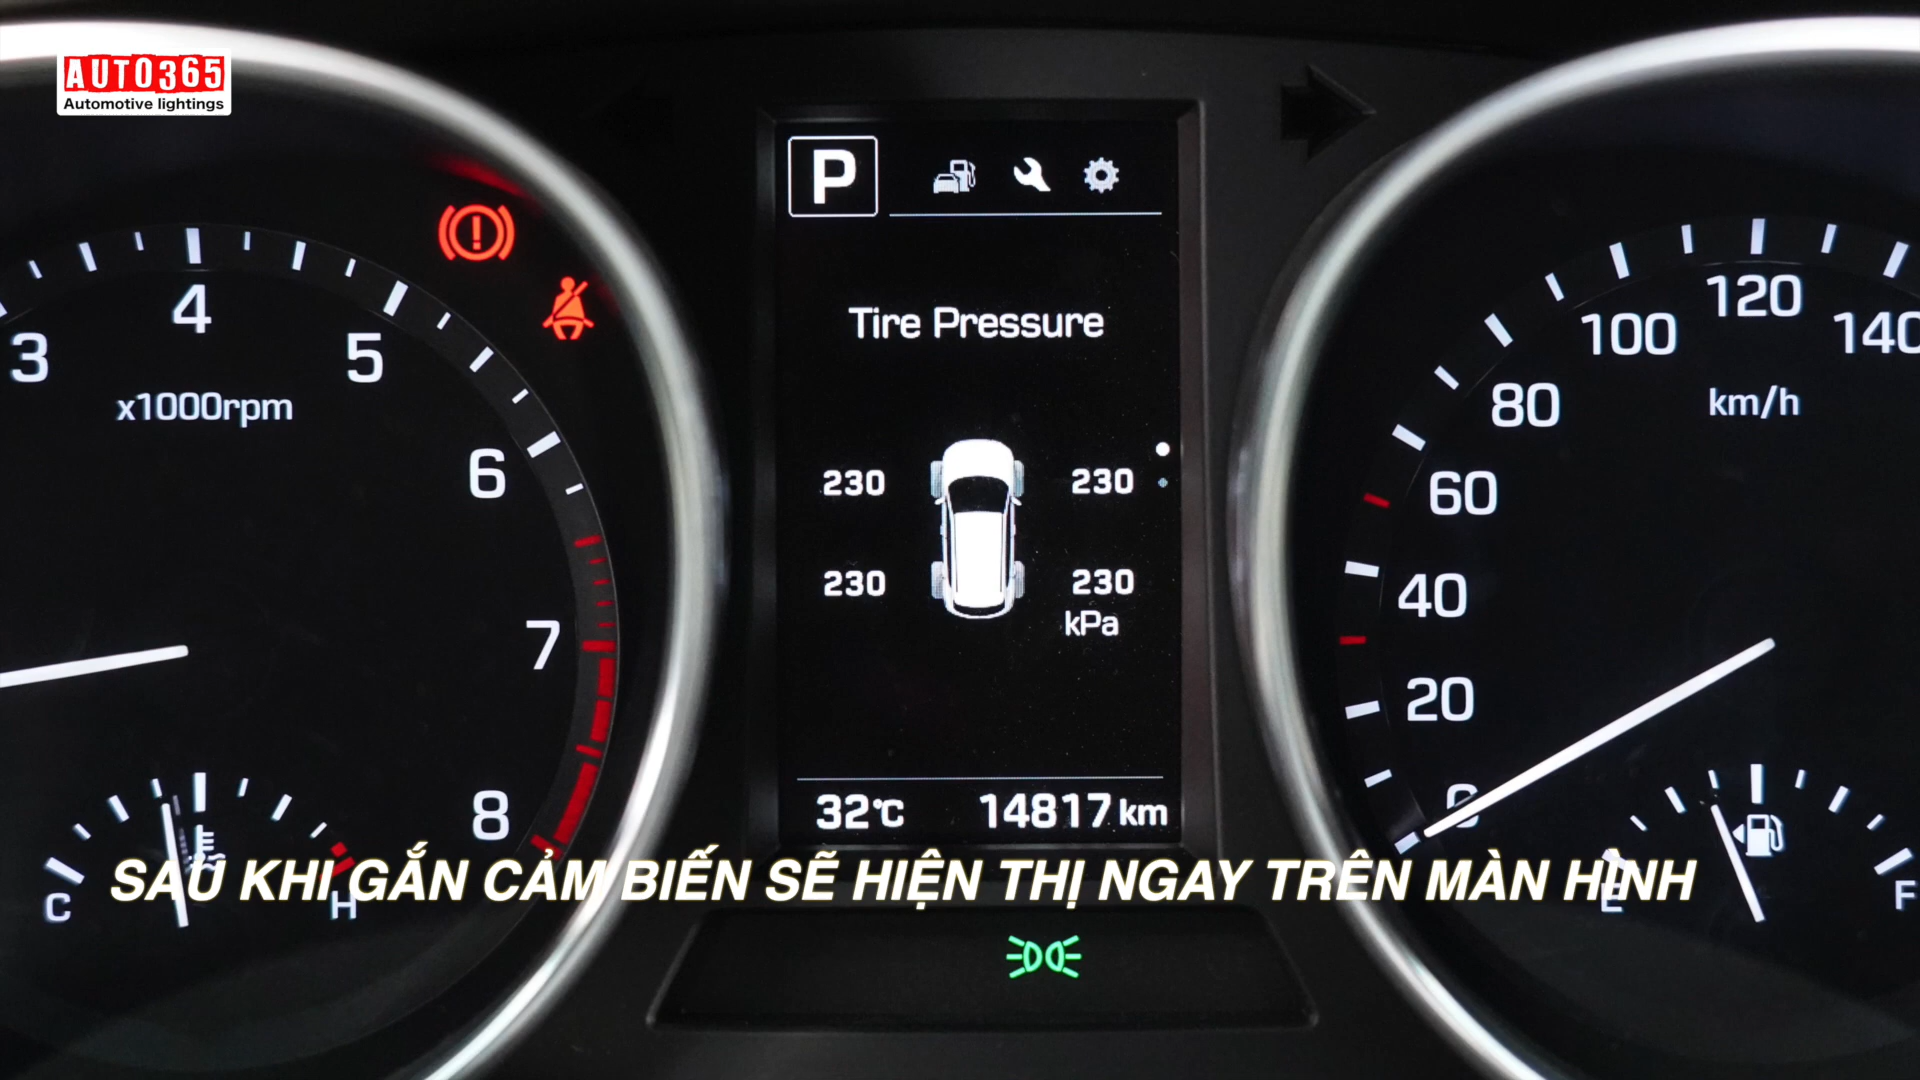 AUTO365
Automotive lightings
P
Tire Pressure
230
230
230
230
kPa
32°C
14817 km
3
4
5
6
7
8
x1000rpm
C
H
0
20
40
60
80
100
120
140
km/h
E
F
SAU KHI GẮN CẢM BIẾN SẼ HIỆN THỊ NGAY TRÊN MÀN HÌNH